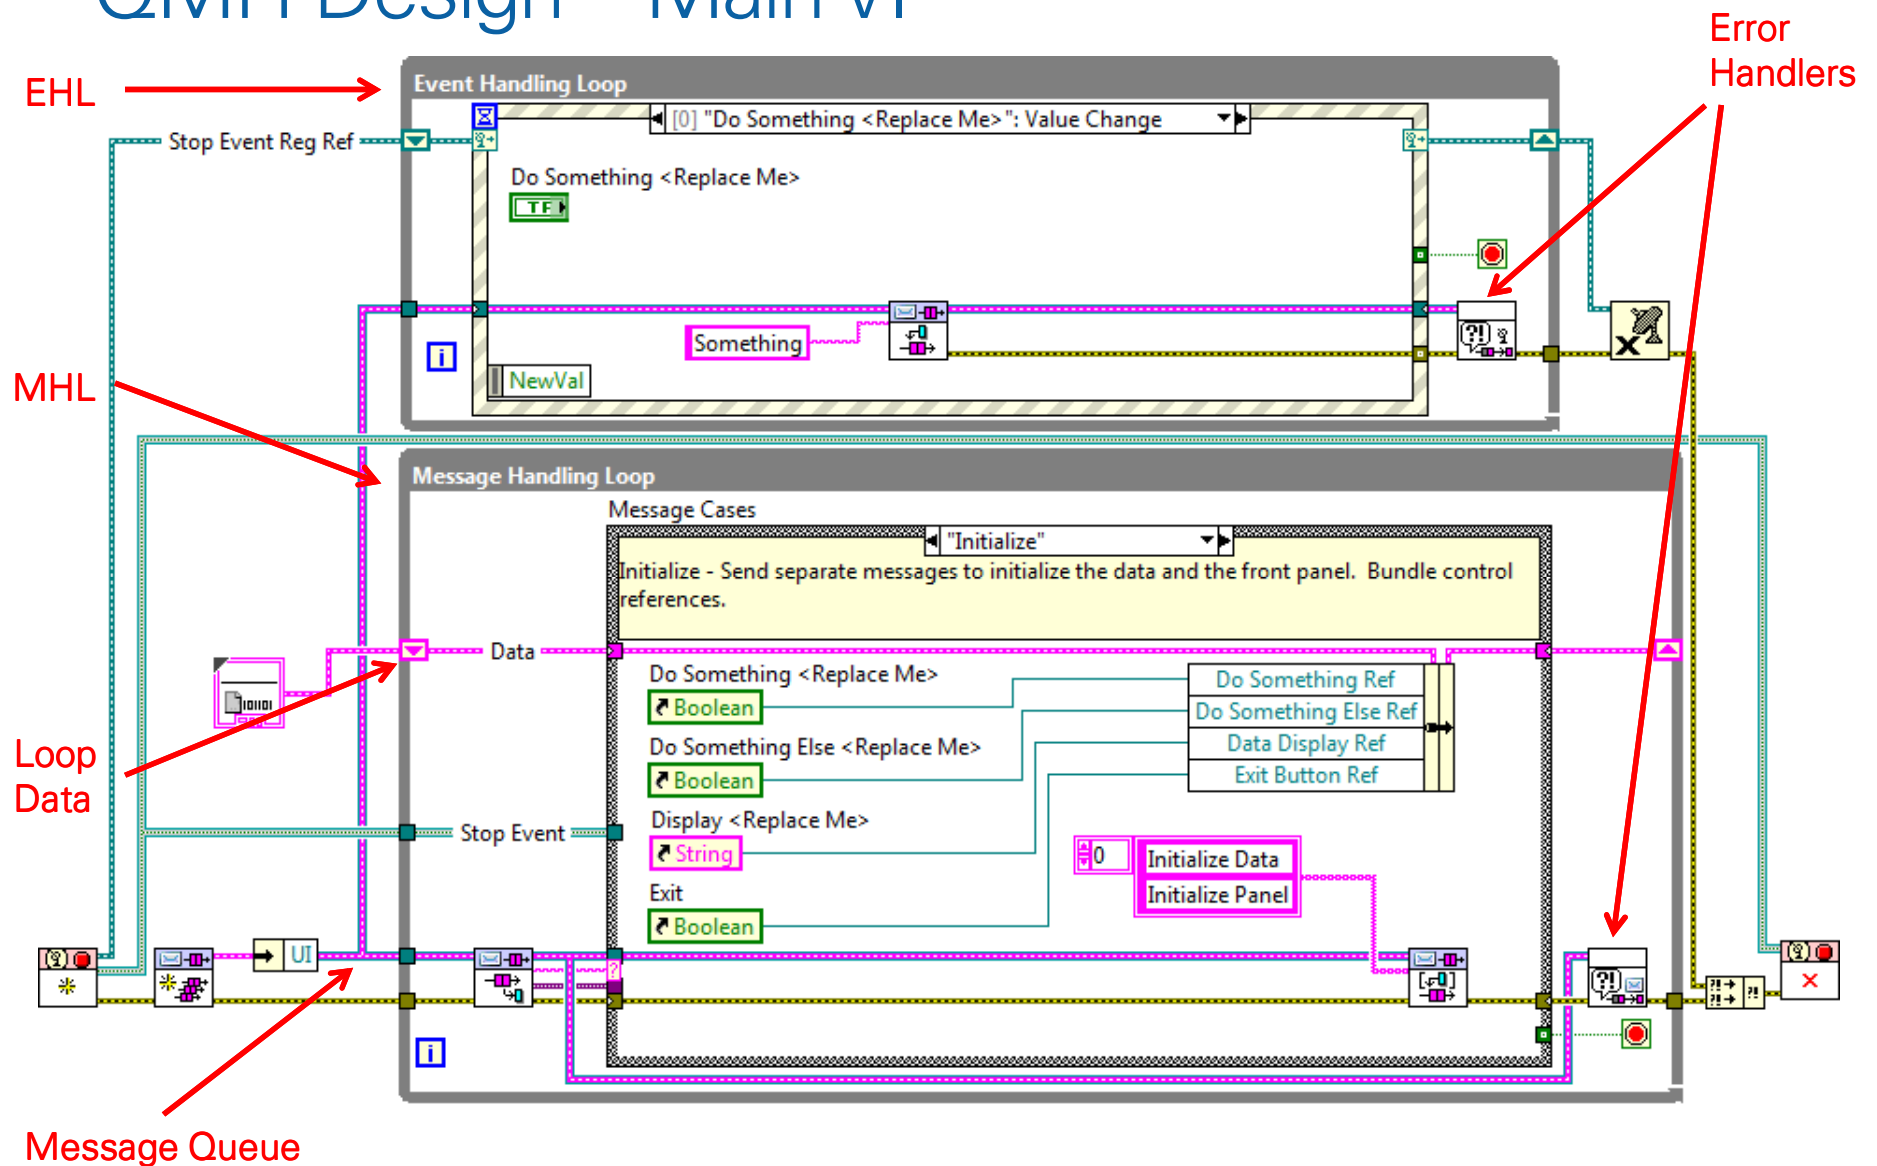 QMH Design – Main VI
Error
Handlers
EHL
Event Handling Loop
[0] "Do Something <Replace Me>": Value Change
Stop Event Reg Ref
Do Something <Replace Me>
TF
Something
i
NewVal
MHL
Message Handling Loop
Message Cases
"Initialize"
Initialize - Send separate messages to initialize the data and the front panel. Bundle control
references.
Data
Do Something <Replace Me>
Boolean
Do Something Ref
Do Something Else Ref
Data Display Ref
Exit Button Ref
Do Something Else <Replace Me>
Boolean
Loop
Data
Stop Event
Display <Replace Me>
String
0
Initialize Data
Initialize Panel
Exit
Boolean
UI
i
Message Queue